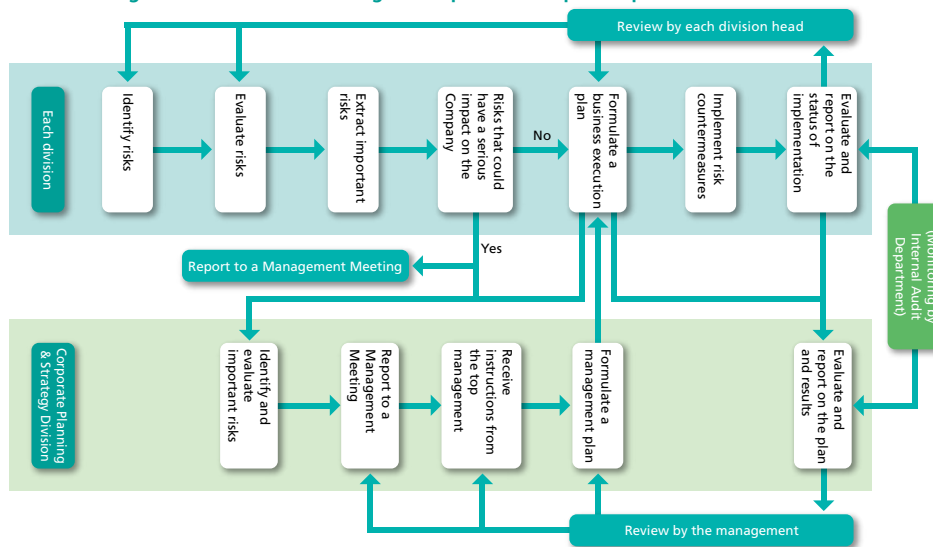 Review by each division head
Each division
Identify risks
Evaluate risks
Extract important
risks
Risks that could
have a serious
impact on the
Company
No
Formulate a
business execution
plan
Implement risk
countermeasures
Evaluate and
report on the
status of
implementation
Yes
Report to a Management Meeting
(Monitoring by
Internal Audit
Department)
Corporate Planning
& Strategy Division
Identify and
evaluate
important risks
Report to a
Management
Meeting
Receive
instructions from
the top
management
Formulate a
management plan
Evaluate and
report on the plan
and results
Review by the management